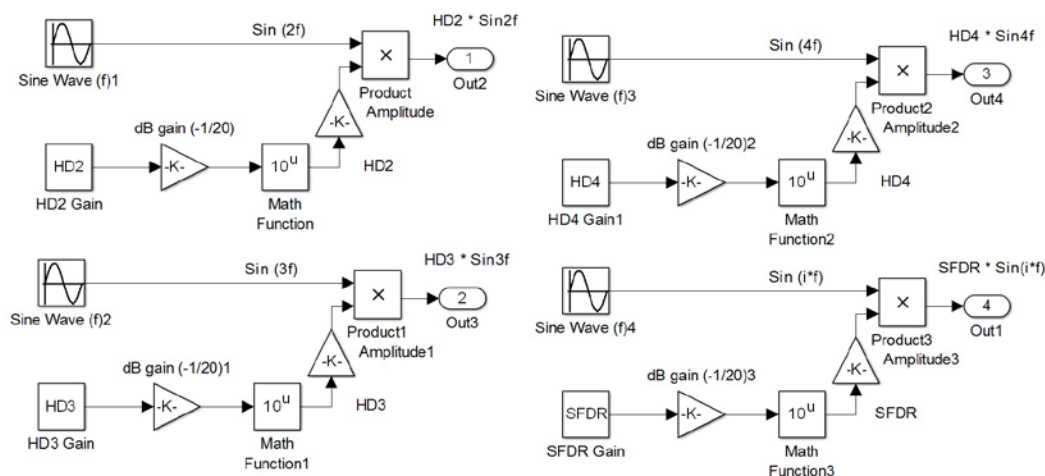 HD2 * Sin2f
Sin (2f)
×
1
Out2
Sine Wave (f)1
Product
Amplitude
-K-
dB gain (-1/20)
HD2
HD2
-K-
10^u
HD2 Gain
Math
Function
HD4 * Sin4f
Sin (4f)
×
3
Out4
Sine Wave (f)3
Product2
Amplitude2
-K-
dB gain (-1/20)2
HD4
HD4
-K-
10^u
HD4 Gain1
Math
Function2
HD3 * Sin3f
Sin (3f)
×
2
Out3
Sine Wave (f)2
Product1
Amplitude1
-K-
dB gain (-1/20)1
HD3
HD3
-K-
10^u
HD3 Gain
Math
Function1
SFDR * Sin(i*f)
Sin (i*f)
×
4
Out1
Sine Wave (f)4
Product3
Amplitude3
-K-
dB gain (-1/20)3
SFDR
SFDR
-K-
10^u
SFDR Gain
Math
Function3